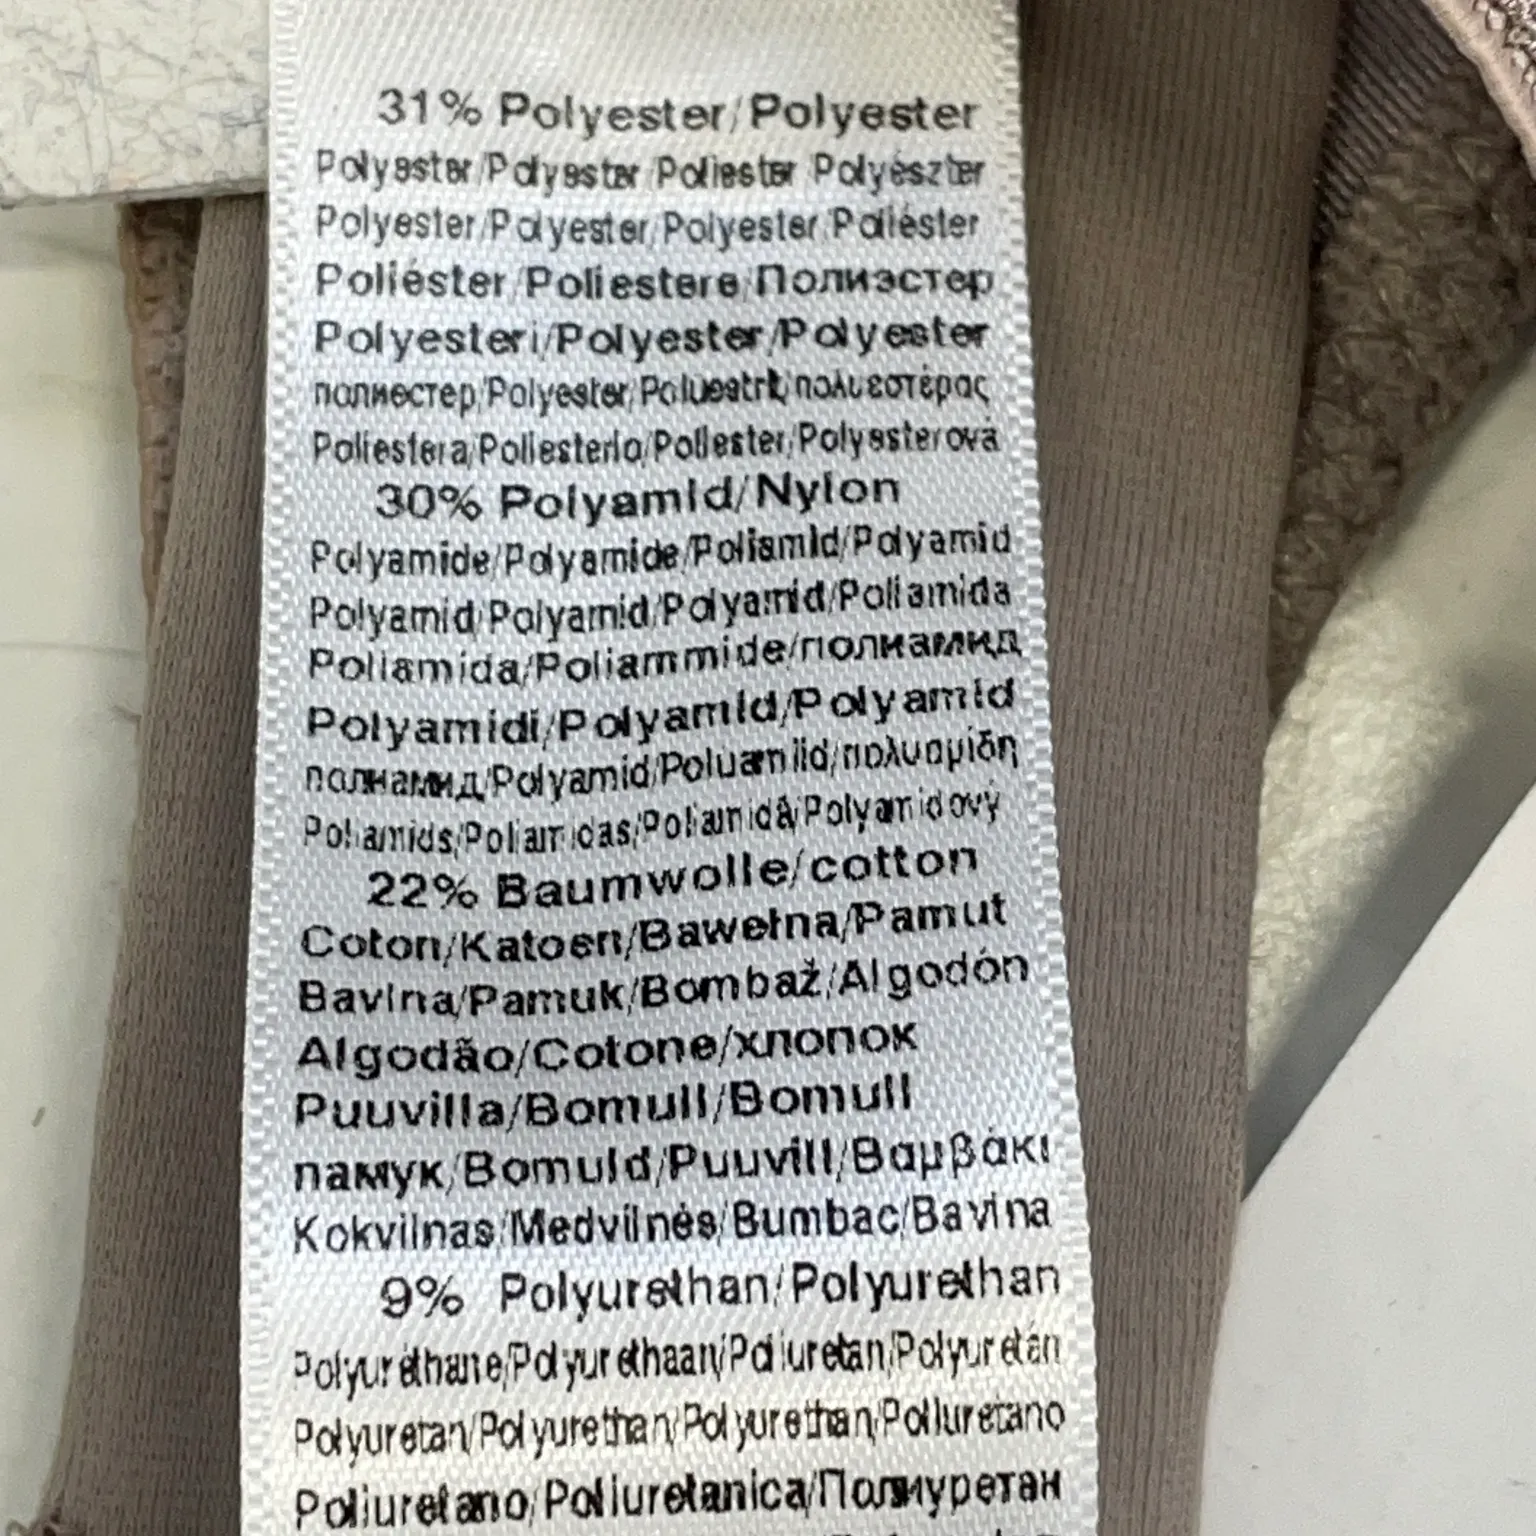 31% Polyester/Polyester
Polyester/Polyester Poliester Polyészter
Polyester/Polyester/Polyester Poliéster
Poliéster/Poliestere/Полиэстер
Polyesteri/Polyester/Polyester
полиестер/Polyester/Poluestrt/πολυεστέρας
Poliestera/Poliesterio/Poliester/Polyesterová
30% Polyamid/Nylon
Polyamide/Polyamide/Poliamid/Polyamid
Polyamid/Polyamid/Polyamid/Poliamida
Poliamida/Poliammide/полиамид
Polyamidi/Polyamid/Polyamid
полиамид/Polyamid/Poluamiid/πολυαμίδη
Poliamids/Poliamidas/Poliamidă/Polyamidový
22% Baumwolle/cotton
Coton/Katoen/Bawełna/Pamut
Bavlna/Pamuk/Bombaž/Algodón
Algodão/Cotone/хлопок
Puuvilla/Bomull/Bomull
памук/Bomuld/Puuvill/Βαμβάκι
Kokvilnas/Medvilnės/Bumbac/Bavlna
9% Polyurethan/Polyurethan
Polyuréthane/Polyurethaan/Poliuretan/Polyuretán
Polyuretan/Polyurethan/Polyurethan/Poliuretano
Poliuretano/Poliuretanica/Полиуретан